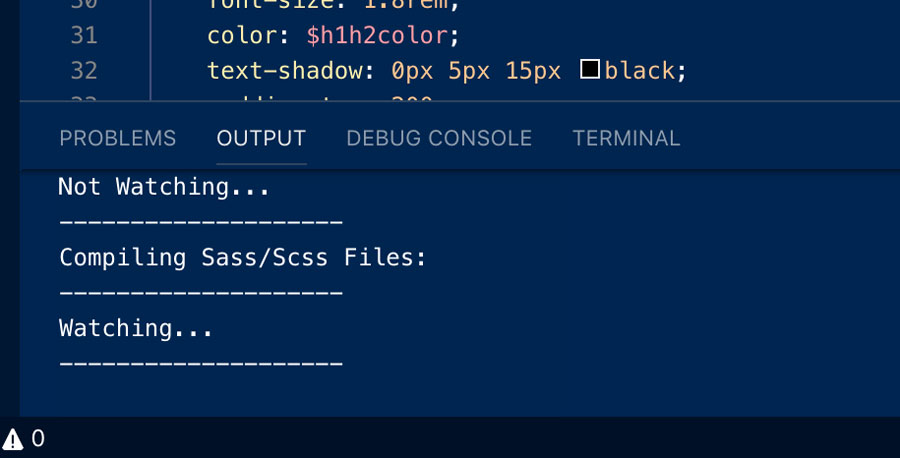 30 font-size: 1.8rem;
31 color: $h1h2color;
32 text-shadow: 0px 5px 15px black;
PROBLEMS OUTPUT DEBUG CONSOLE TERMINAL
Not Watching...
--------------------
Compiling Sass/Scss Files:
--------------------
Watching...
--------------------
0